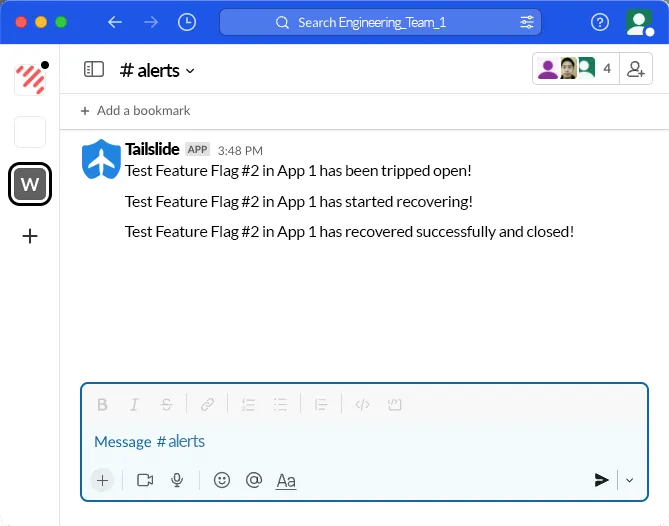 Search Engineering_Team_1
# alerts
4
+ Add a bookmark
Tailslide APP 3:48 PM
Test Feature Flag #2 in App 1 has been tripped open!
Test Feature Flag #2 in App 1 has started recovering!
W
Test Feature Flag #2 in App 1 has recovered successfully and closed!
B I S
Message # alerts
@ Aa